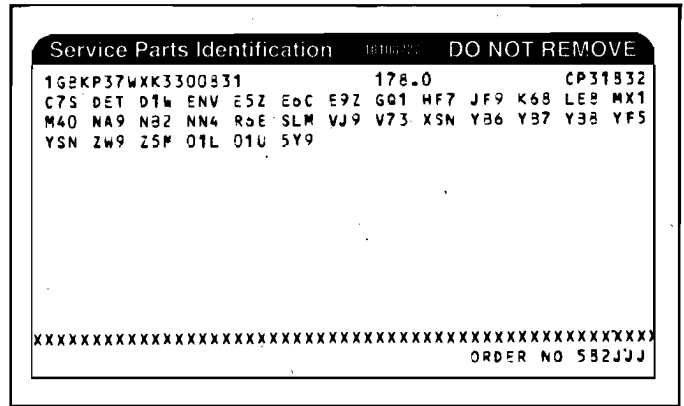 Service Parts Identification DO NOT REMOVE
1GBKP37WXK3300831 178.0 CP31832
C7S DET D1W ENV E5Z E6C E9Z GQ1 HF7 JF9 K68 LE8 MX1
M40 NA9 NB2 NN4 R6E SLM VJ9 V73 XSN YB6 YB7 YB8 YF5
YSN ZW9 Z5M 01L 01U 5Y9
XXXXXXXXXXXXXXXXXXXXXXXXXXXXXXXXXXXXXXXXXXXXXXXXXXXXX
ORDER NO 582JJJ